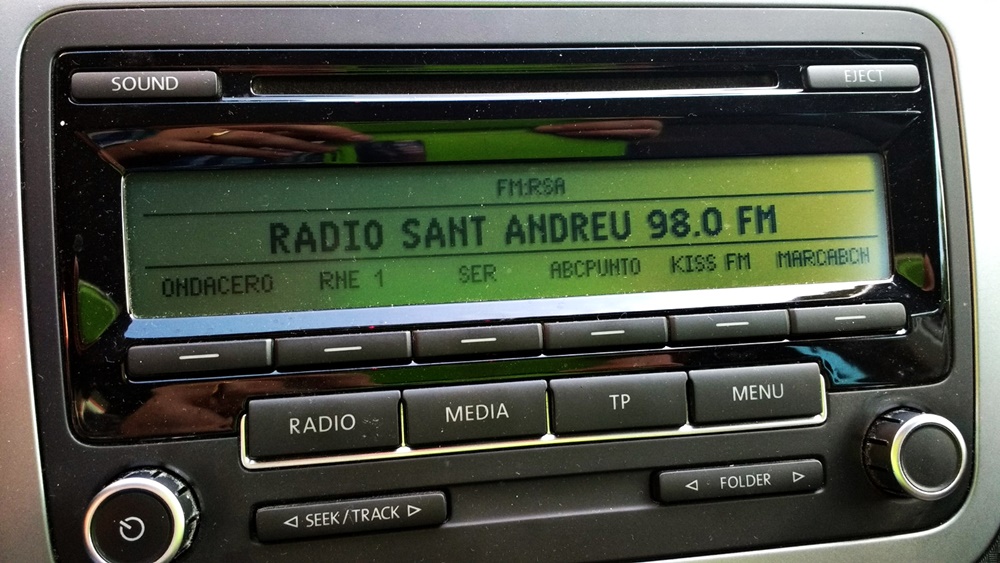 SOUND EJECT
FM:RSA
RADIO SANT ANDREU 98.0 FM
ONDACERO RNE 1 SER ABCPUNTO KISS FM MARCABCN
RADIO MEDIA TP MENU
◁ SEEK/TRACK ▷ ◁ FOLDER ▷